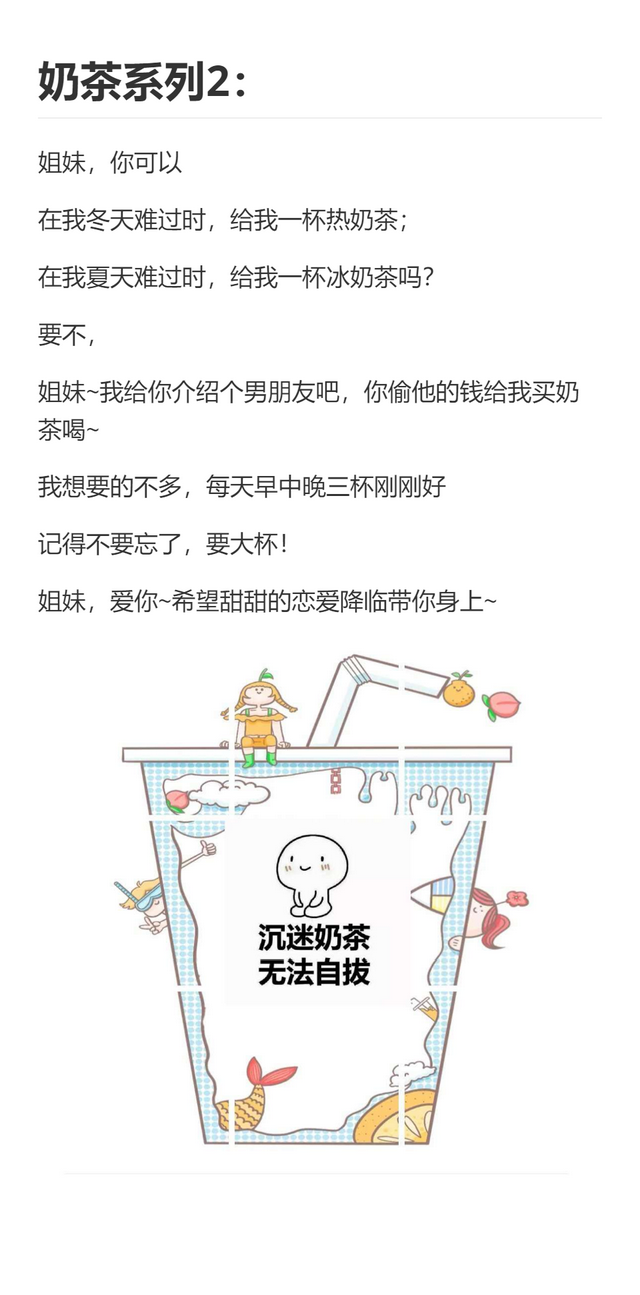 奶茶系列2：
姐妹，你可以
在我冬天难过时，给我一杯热奶茶；
在我夏天难过时，给我一杯冰奶茶吗？
要不，
姐妹~我给你介绍个男朋友吧，你偷他的钱给我买奶
茶喝~
我想要的不多，每天早中晚三杯刚刚好
记得不要忘了，要大杯！
姐妹，爱你~希望甜甜的恋爱降临带你身上~
沉迷奶茶
无法自拔